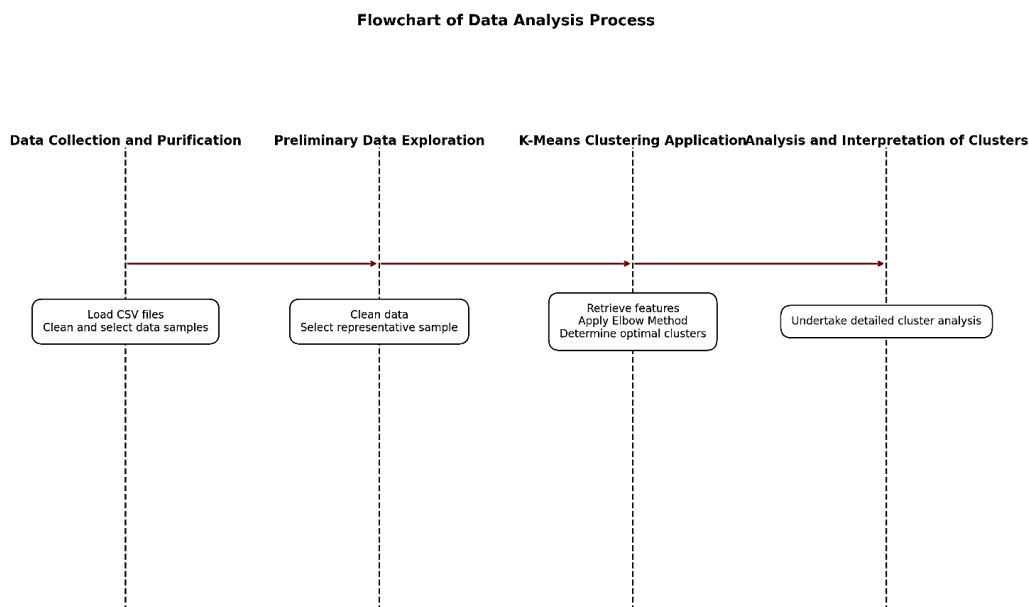 Flowchart of Data Analysis Process
Data Collection and Purification
Preliminary Data Exploration
K-Means Clustering Application
Analysis and Interpretation of Clusters
Load CSV files
Clean and select data samples
Clean data
Select representative sample
Retrieve features
Apply Elbow Method
Determine optimal clusters
Undertake detailed cluster analysis